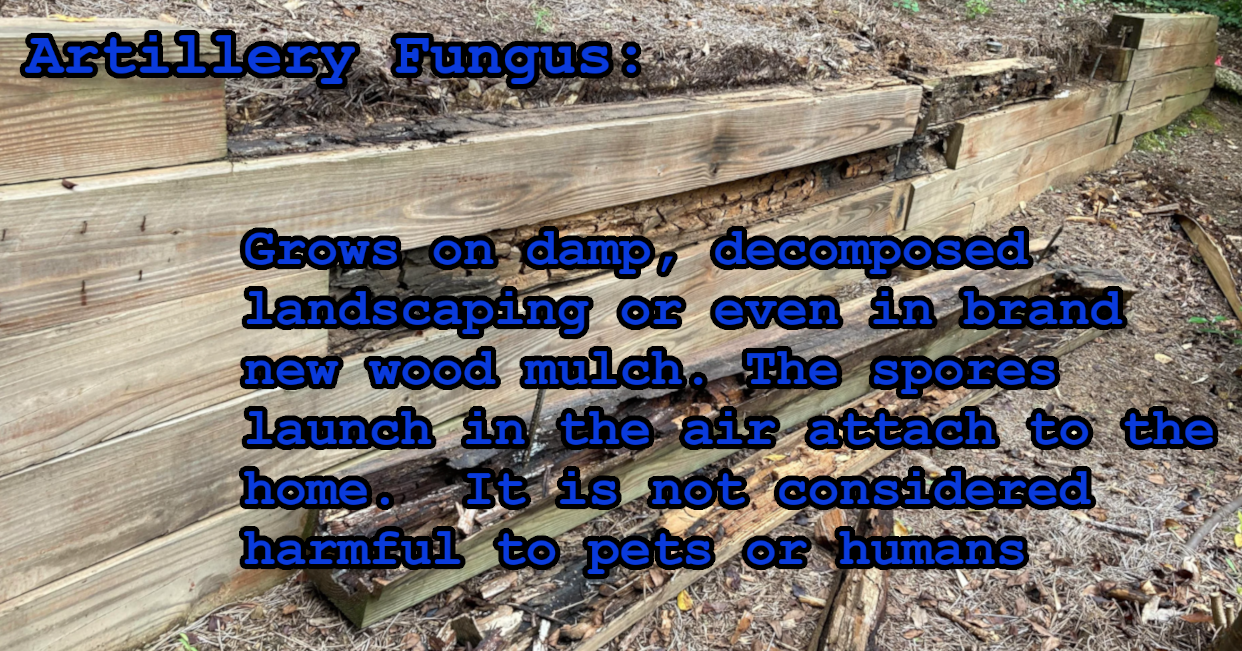 Artillery Fungus:
Grows on damp, decomposed
landscaping or even in brand
new wood mulch. The spores
launch in the air attach to the
home.  It is not considered
harmful to pets or humans